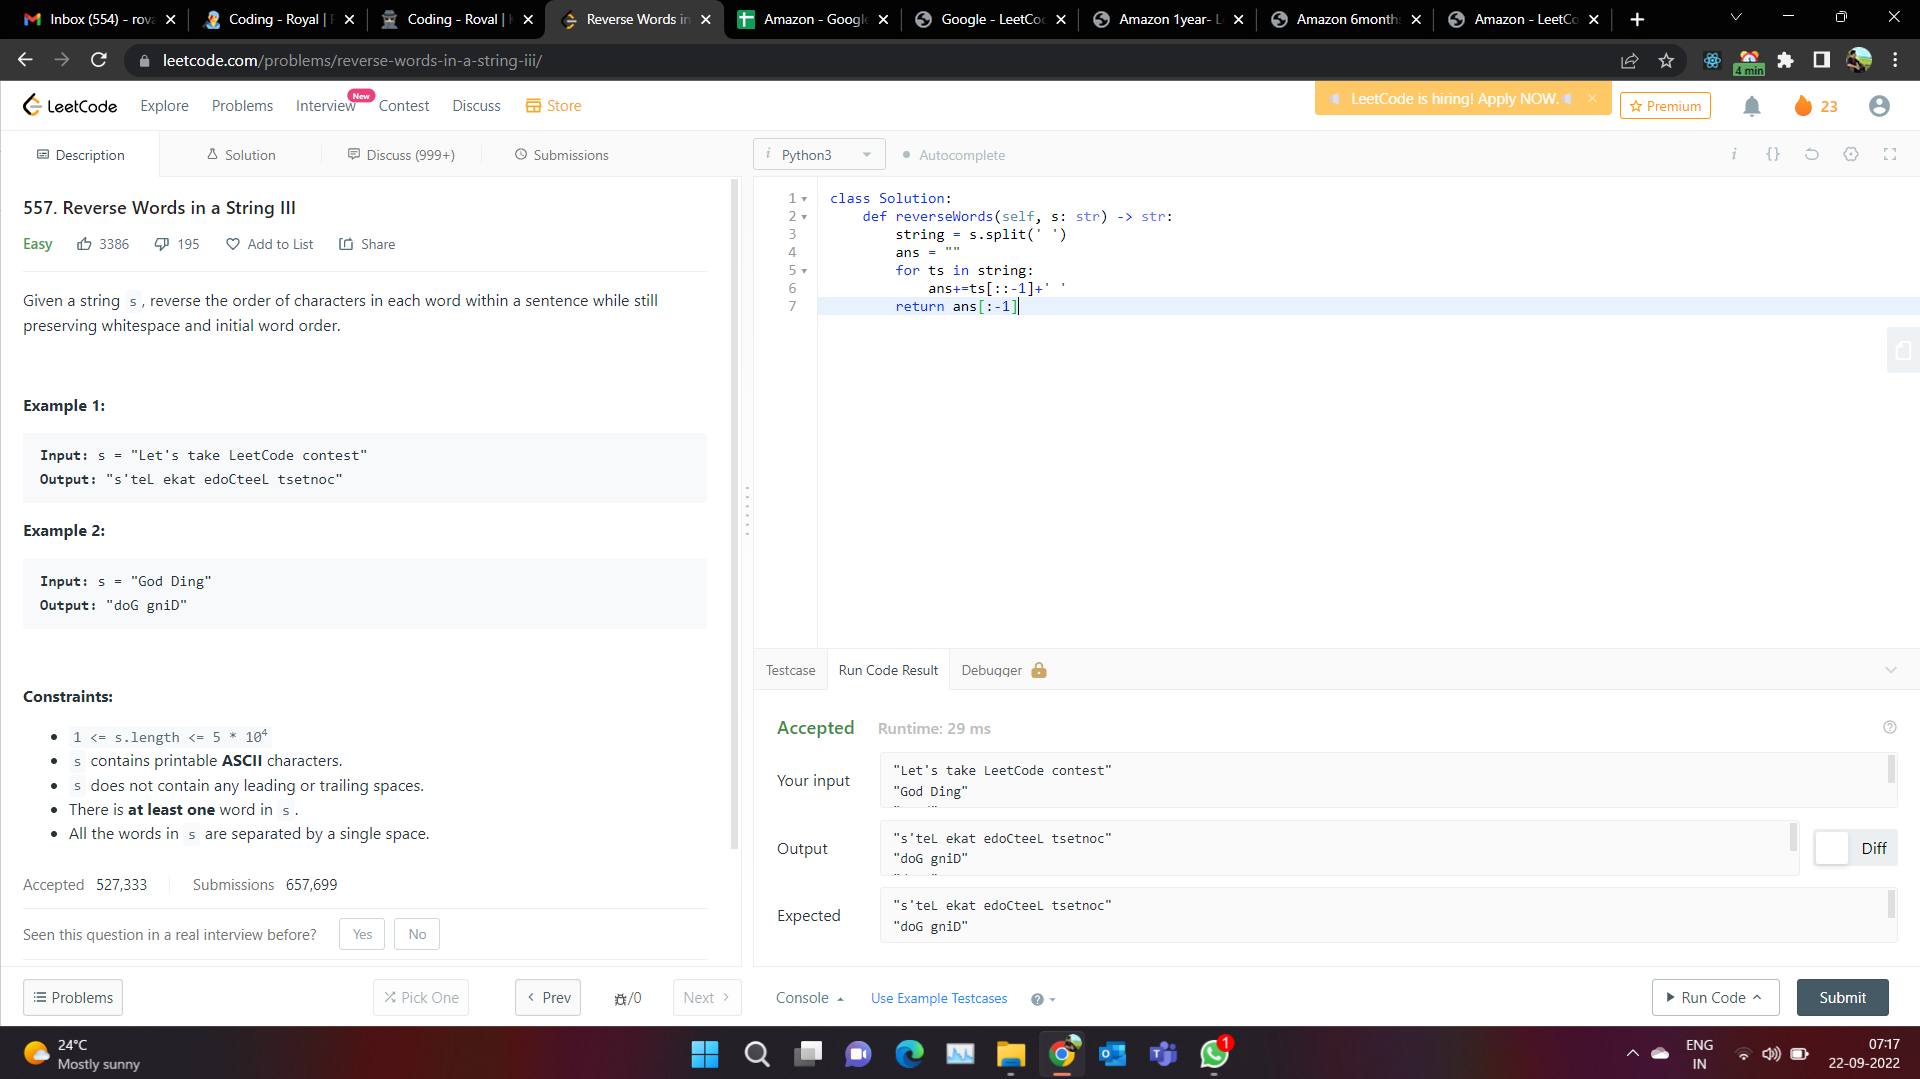 Inbox (554) - rova
Coding - Royal | F
Coding - Roval |
Reverse Words in
Amazon - Google
Google - LeetCo
Amazon 1year- L
Amazon 6month
Amazon - LeetCo
leetcode.com/problems/reverse-words-in-a-string-iii/
4 min
LeetCode
Explore
Problems
Interview
New
Contest
Discuss
Store
LeetCode is hiring! Apply NOW.
Premium
23
Description
Solution
Discuss (999+)
Submissions
i Python3
Autocomplete
i {}
557. Reverse Words in a String III
Easy 3386 195 Add to List Share
Given a string s, reverse the order of characters in each word within a sentence while still
preserving whitespace and initial word order.
Example 1:
Input: s = "Let's take LeetCode contest"
Output: "s'teL ekat edoCteeL tsetnoc"
Example 2:
Input: s = "God Ding"
Output: "doG gniD"
Constraints:
1 <= s.length <= 5 * 10⁴
s contains printable ASCII characters.
s does not contain any leading or trailing spaces.
There is at least one word in s.
All the words in s are separated by a single space.
Accepted 527,333 Submissions 657,699
Seen this question in a real interview before? Yes No
1 class Solution:
2 def reverseWords(self, s: str) -> str:
3 string = s.split(' ')
4 ans = ""
5 for ts in string:
6 ans+=ts[::-1]+' '
7 return ans[:-1]
Testcase Run Code Result Debugger
Accepted Runtime: 29 ms
Your input
"Let's take LeetCode contest"
"God Ding"
Output
"s'teL ekat edoCteeL tsetnoc"
"doG gniD"
Diff
Expected
"s'teL ekat edoCteeL tsetnoc"
"doG gniD"
Problems
Pick One
Prev
/0
Next
Console
Use Example Testcases
Run Code
Submit
24°C
Mostly sunny
1
ENG
IN
07:17
22-09-2022